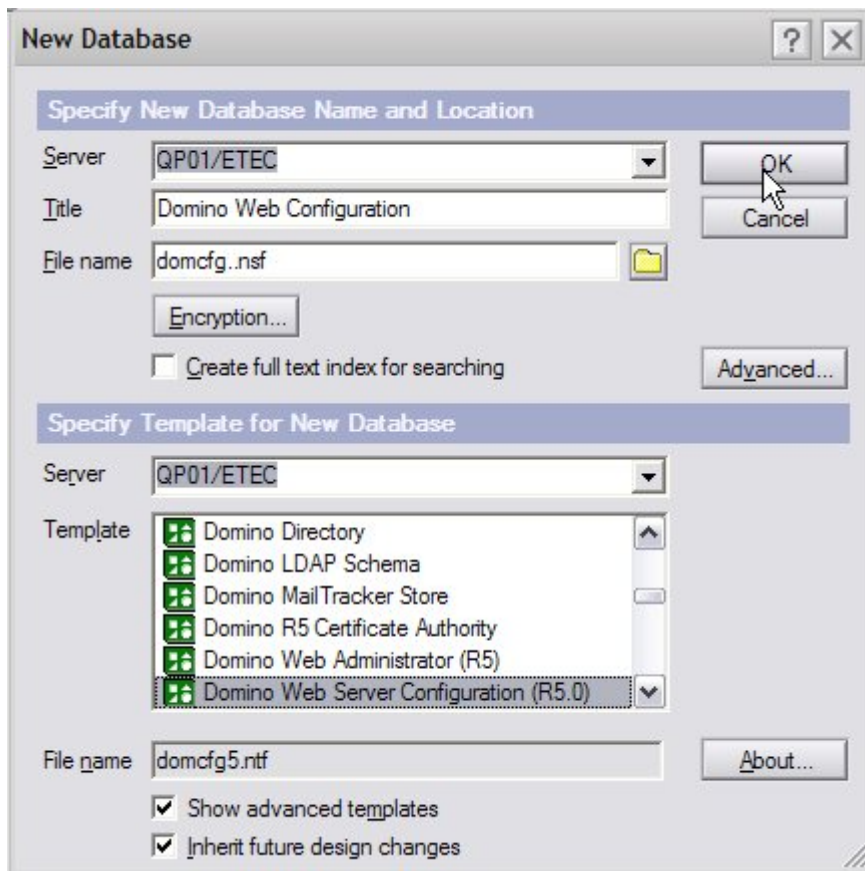 New Database
Specify New Database Name and Location
Server QP01/ETEC OK
Title Domino Web Configuration Cancel
File name domcfg..nsf
Encryption...
Create full text index for searching Advanced...
Specify Template for New Database
Server QP01/ETEC
Template Domino Directory
Domino LDAP Schema
Domino MailTracker Store
Domino R5 Certificate Authority
Domino Web Administrator (R5)
Domino Web Server Configuration (R5.0)
File name domcfg5.ntf About...
Show advanced templates
Inherit future design changes